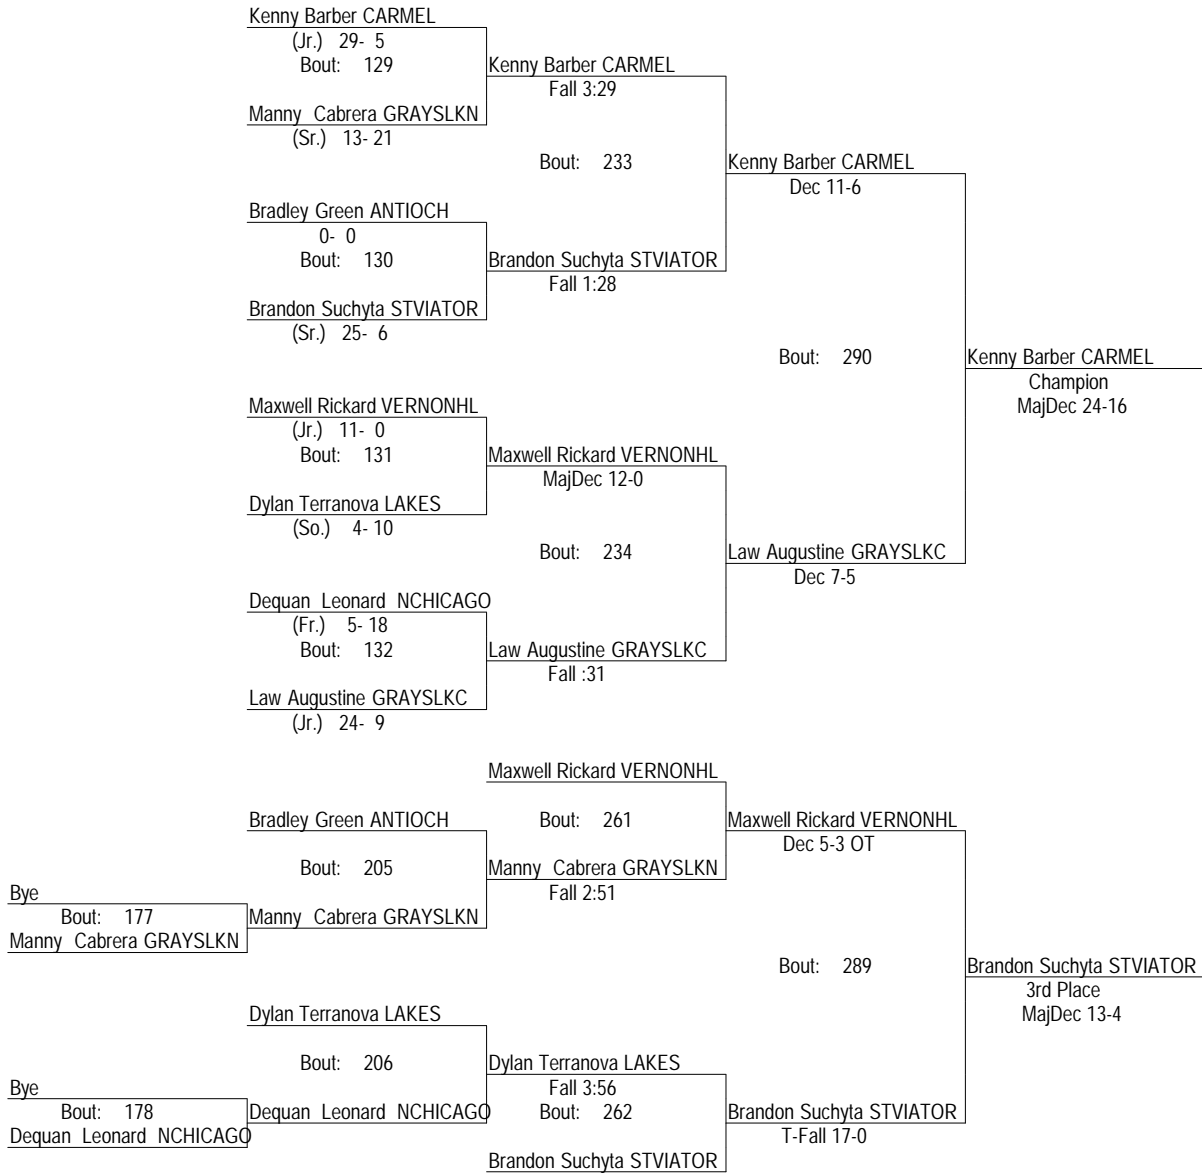 Kenny Barber CARMEL
(Jr.) 29- 5
Bout: 129
Kenny Barber CARMEL
Fall 3:29
Manny Cabrera GRAYSLKN
(Sr.) 13- 21
Bout: 233
Kenny Barber CARMEL
Dec 11-6
Bradley Green ANTIOCH
0- 0
Bout: 130
Brandon Suchyta STVIATOR
Fall 1:28
Brandon Suchyta STVIATOR
(Sr.) 25- 6
Bout: 290
Kenny Barber CARMEL
Champion
MajDec 24-16
Maxwell Rickard VERNONHL
(Jr.) 11- 0
Bout: 131
Maxwell Rickard VERNONHL
MajDec 12-0
Dylan Terranova LAKES
(So.) 4- 10
Bout: 234
Law Augustine GRAYSLKC
Dec 7-5
Dequan Leonard NCHICAGO
(Fr.) 5- 18
Bout: 132
Law Augustine GRAYSLKC
Fall :31
Law Augustine GRAYSLKC
(Jr.) 24- 9
Maxwell Rickard VERNONHL
Bradley Green ANTIOCH
Bout: 261
Maxwell Rickard VERNONHL
Dec 5-3 OT
Bout: 205
Manny Cabrera GRAYSLKN
Fall 2:51
Bye
Bout: 177
Manny Cabrera GRAYSLKN
Manny Cabrera GRAYSLKN
Bout: 289
Brandon Suchyta STVIATOR
3rd Place
MajDec 13-4
Dylan Terranova LAKES
Bout: 206
Dylan Terranova LAKES
Fall 3:56
Bye
Bout: 178
Dequan Leonard NCHICAGO
Bout: 262
Brandon Suchyta STVIATOR
T-Fall 17-0
Dequan Leonard NCHICAGO
Brandon Suchyta STVIATOR